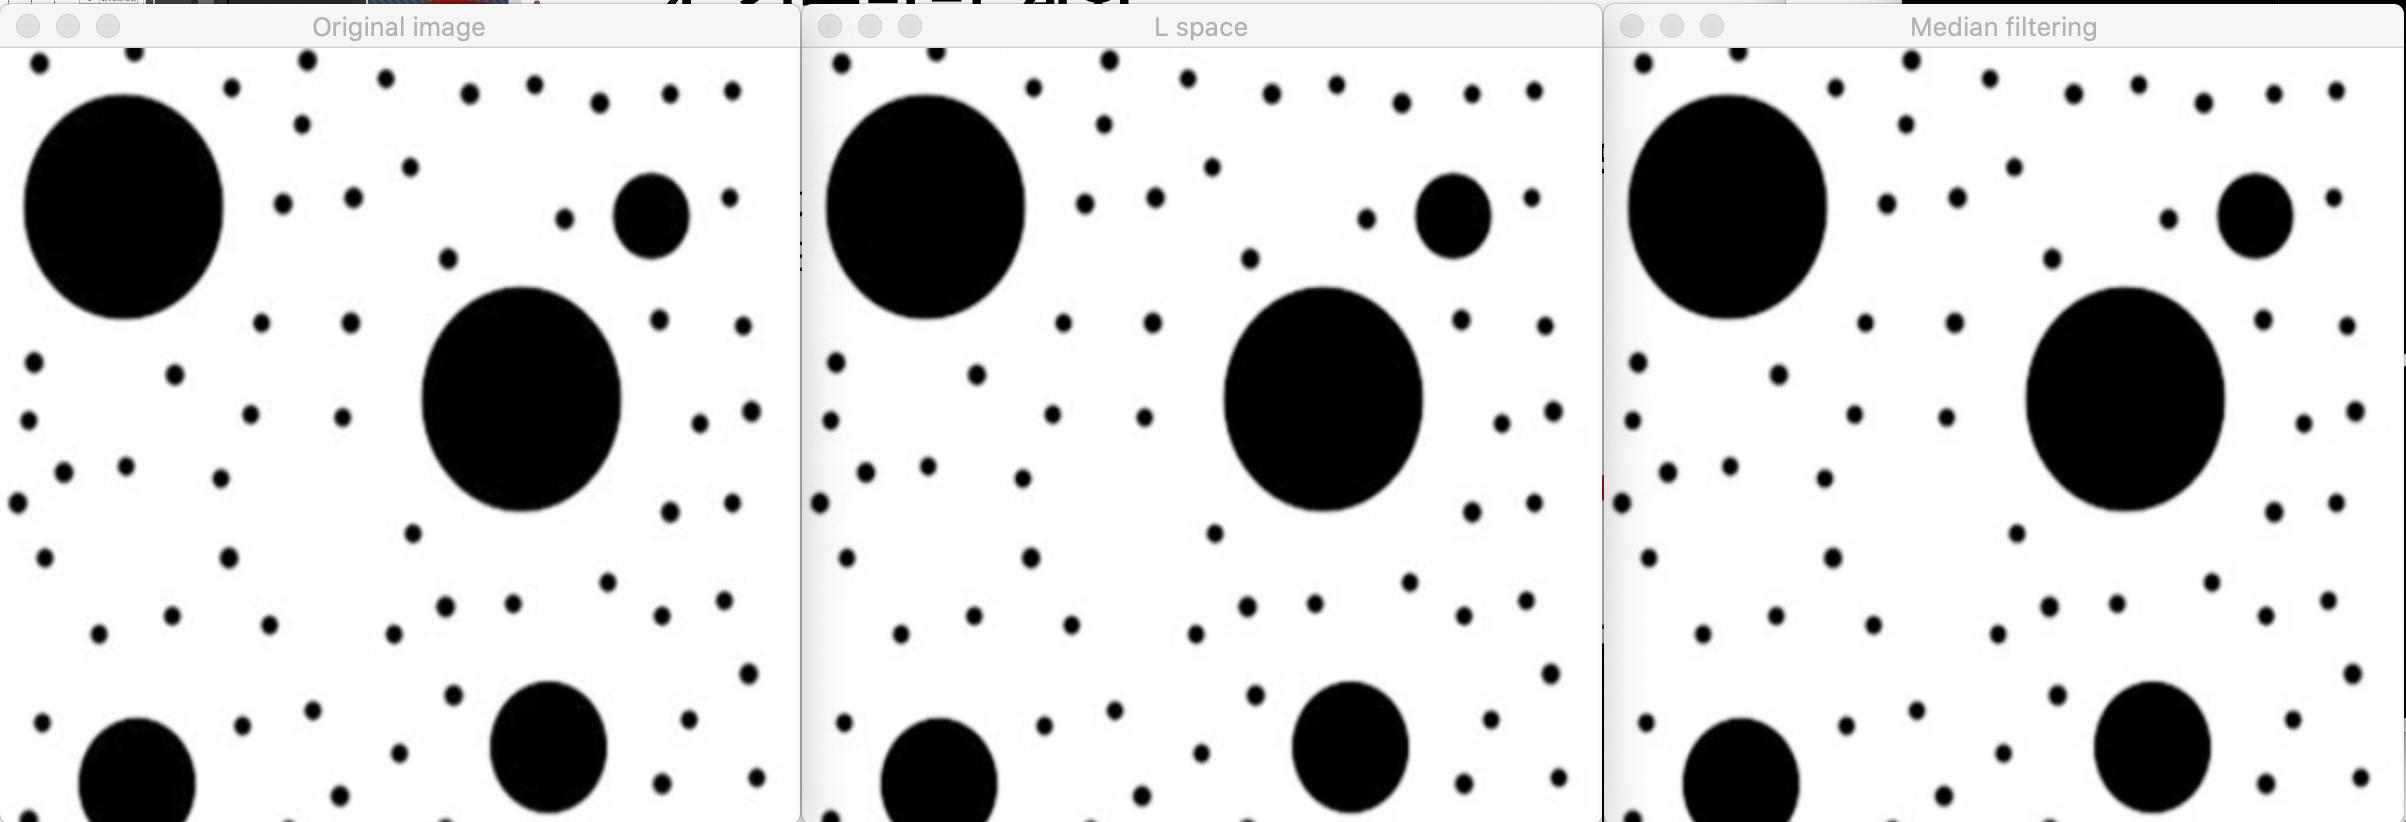 Original image
L space
Median filtering